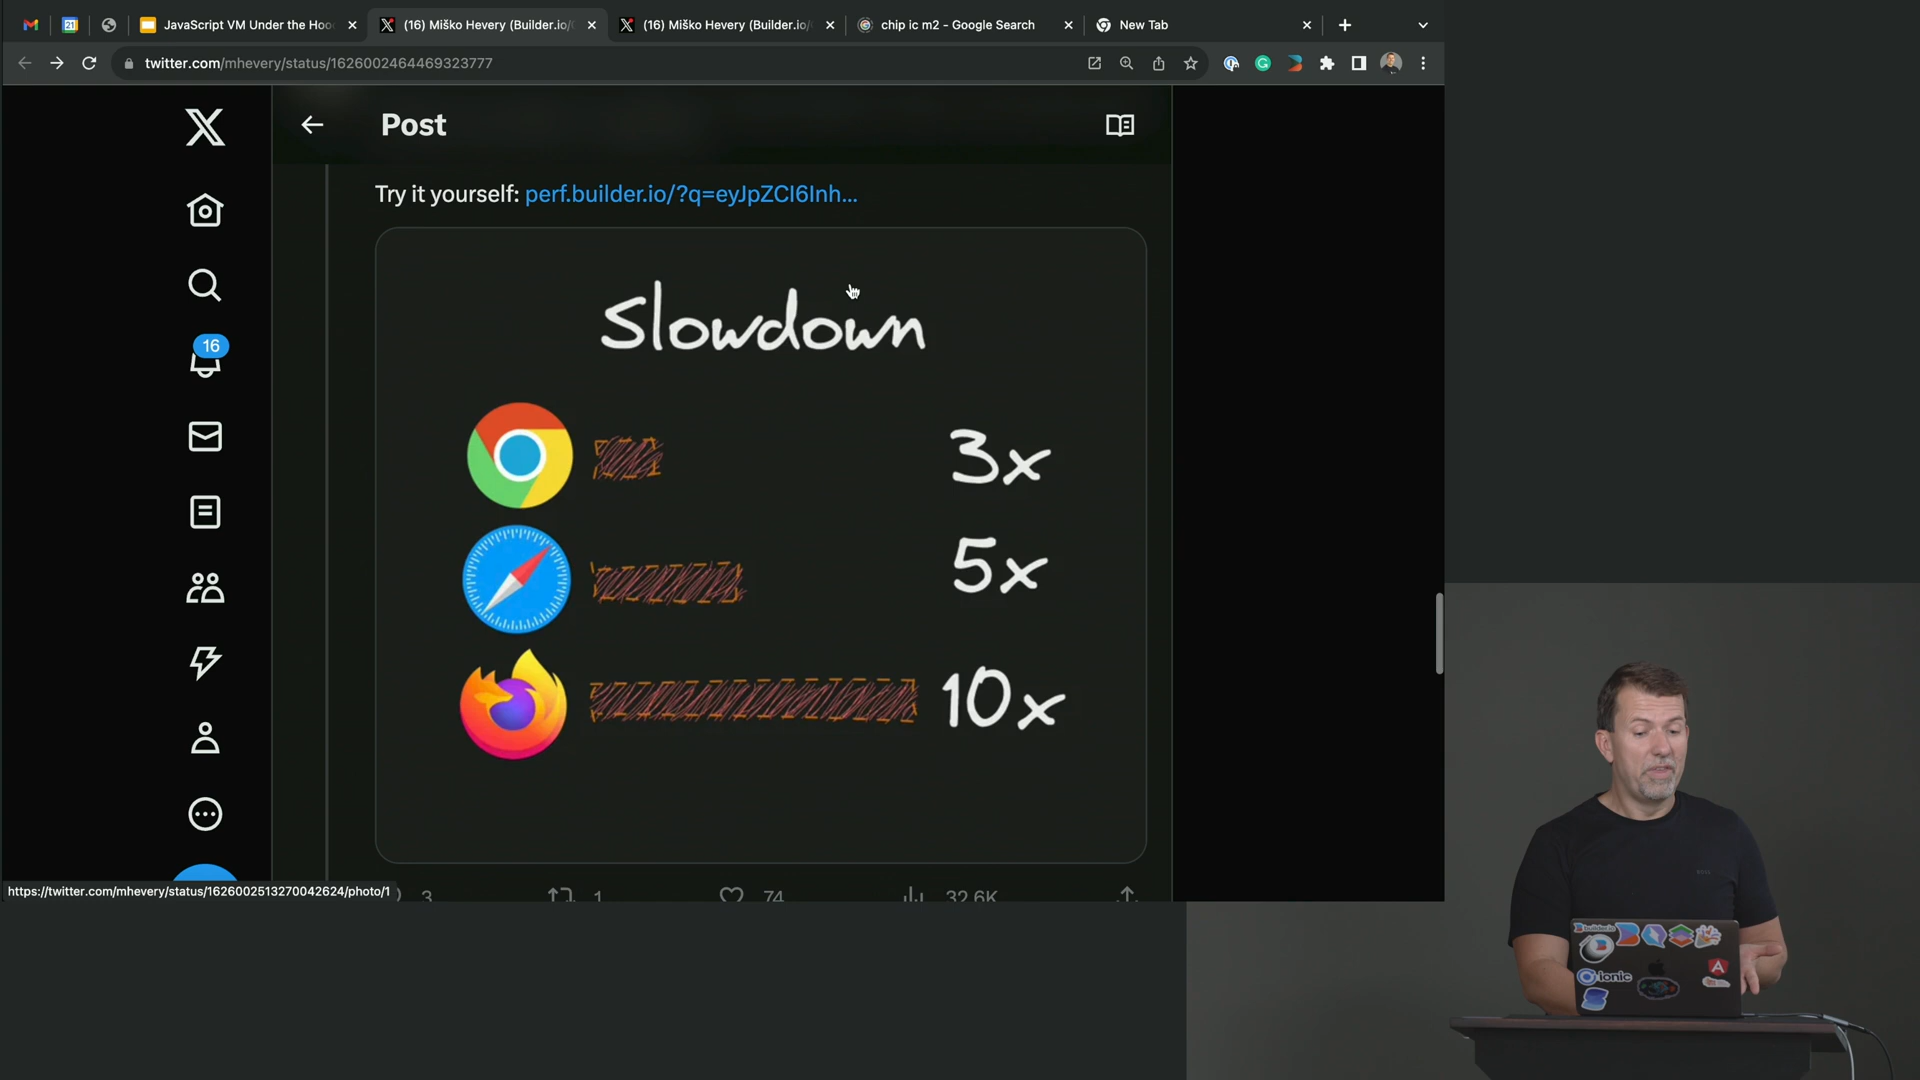 JavaScript VM Under the Hoo
(16) Miško Hevery (Builder.io/
(16) Miško Hevery (Builder.io/
chip ic m2 - Google Search
New Tab
twitter.com/mhevery/status/1626002464469323777
Post
Try it yourself: perf.builder.io/?q=eyJpZCI6Inh...
Slowdown
3x
5x
10x
16
https://twitter.com/mhevery/status/1626002513270042624/photo/1
3
1
74
32.6K
builder.io
ionic
A